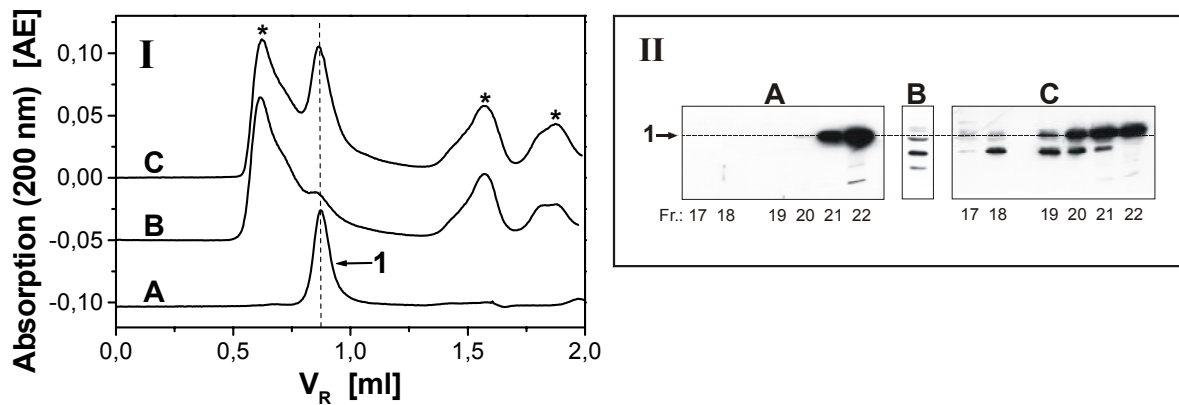 I
Absorption (200 nm) [AE]
0,10
0,05
0,00
-0,05
-0,10
* * *
C
B
A
1
0,0 0,5 1,0 1,5 2,0
V_R [ml]
II
A B C
1
Fr.: 17 18 19 20 21 22 17 18 19 20 21 22